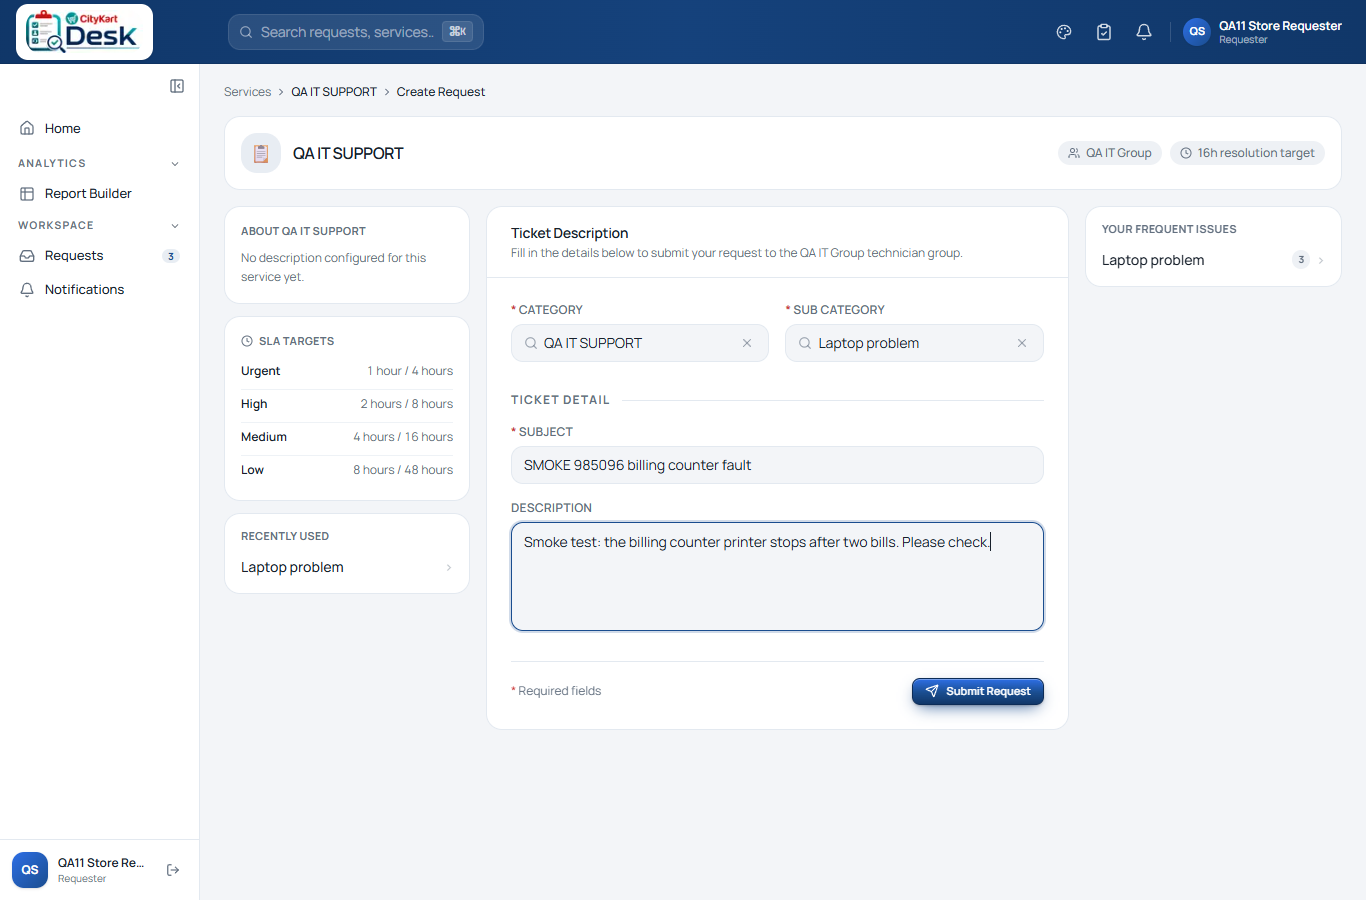 CityKart
Desk
Search requests, services..
⌘K
QS
QA11 Store Requester
Requester
Home
ANALYTICS
Report Builder
WORKSPACE
Requests
3
Notifications
QS
QA11 Store Re...
Requester
Services > QA IT SUPPORT > Create Request
QA IT SUPPORT
QA IT Group
16h resolution target
ABOUT QA IT SUPPORT
No description configured for this
service yet.
SLA TARGETS
Urgent 1 hour / 4 hours
High 2 hours / 8 hours
Medium 4 hours / 16 hours
Low 8 hours / 48 hours
RECENTLY USED
Laptop problem
Ticket Description
Fill in the details below to submit your request to the QA IT Group technician group.
* CATEGORY
QA IT SUPPORT
* SUB CATEGORY
Laptop problem
TICKET DETAIL
* SUBJECT
SMOKE 985096 billing counter fault
DESCRIPTION
Smoke test: the billing counter printer stops after two bills. Please check.
* Required fields
Submit Request
YOUR FREQUENT ISSUES
Laptop problem
3